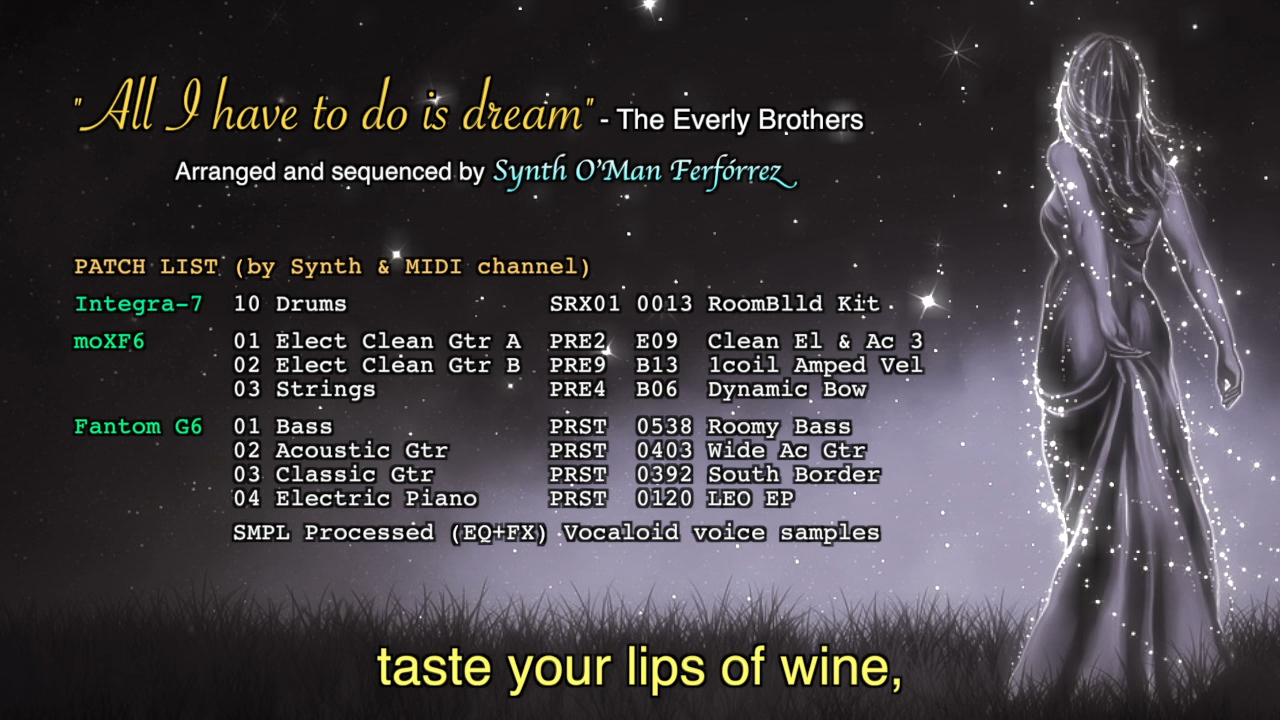 "All I have to do is dream" - The Everly Brothers
Arranged and sequenced by Synth O'Man Ferfórrez
PATCH LIST (by Synth & MIDI channel)
Integra-7 10 Drums SRX01 0013 RoomBlld Kit
moXF6 01 Elect Clean Gtr A PRE2 E09 Clean El & Ac 3
02 Elect Clean Gtr B PRE9 B13 1coil Amped Vel
03 Strings PRE4 B06 Dynamic Bow
Fantom G6 01 Bass PRST 0538 Roomy Bass
02 Acoustic Gtr PRST 0403 Wide Ac Gtr
03 Classic Gtr PRST 0392 South Border
04 Electric Piano PRST 0120 LEO EP
SMPL Processed (EQ+FX) Vocaloid voice samples
taste your lips of wine,